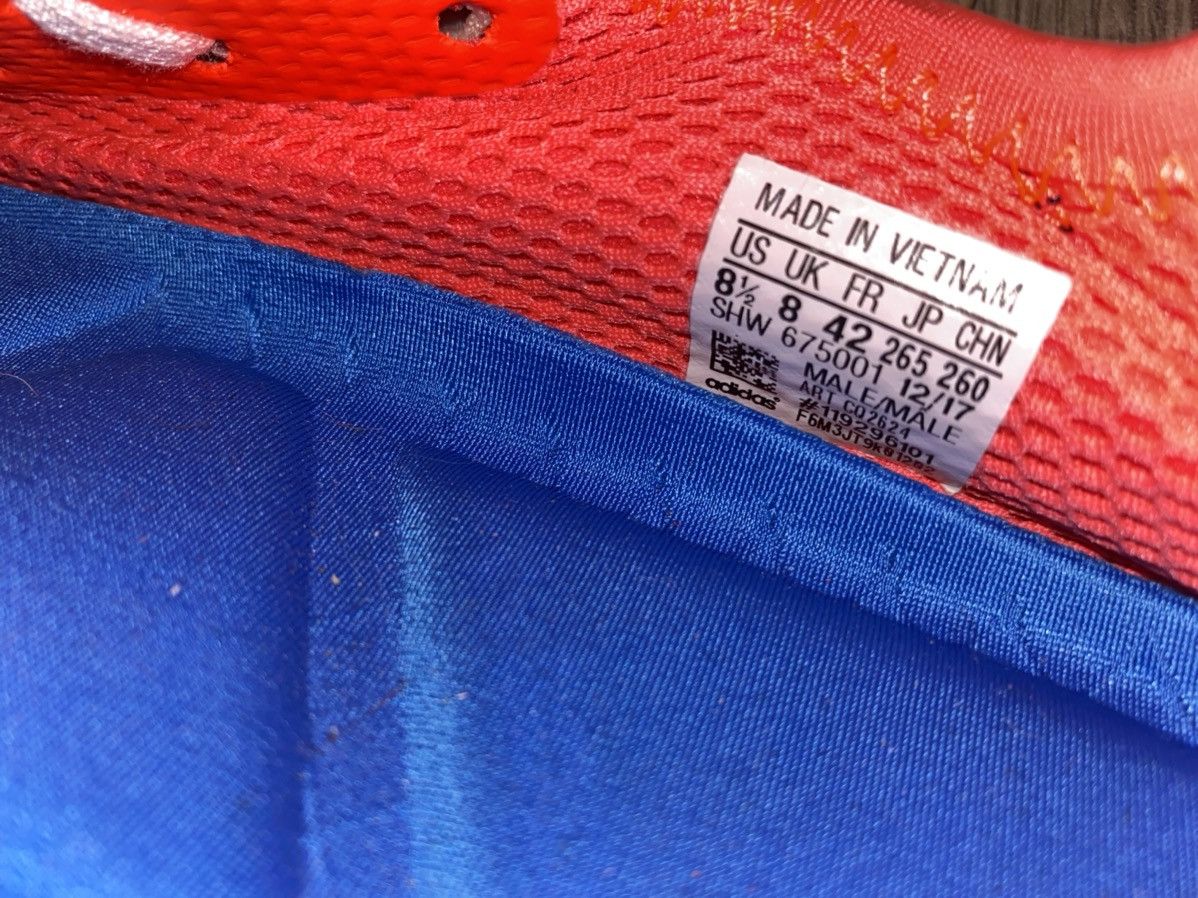 MADE IN VIETNAM
US UK FR JP CHN
8½ 8 42 265 260
SHW 675001 12/17
MALE/MALE
ART CQ2624
#119296101
adidas